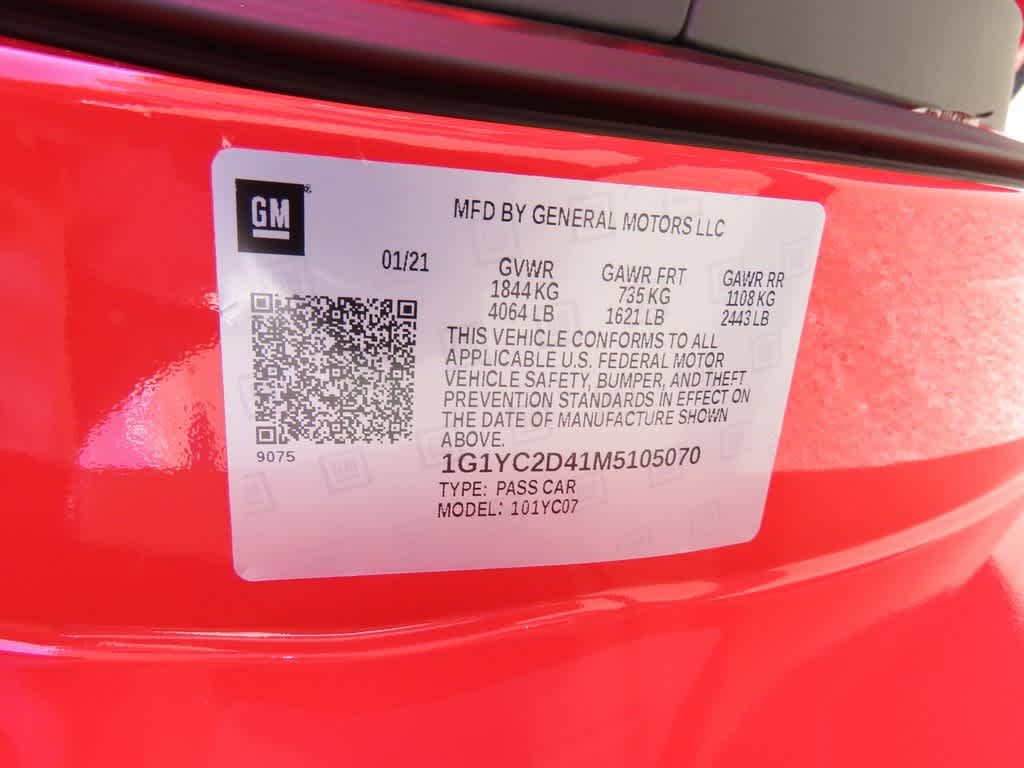 GM
MFD BY GENERAL MOTORS LLC
01/21
GVWR GAWR FRT GAWR RR
1844 KG 735 KG 1108 KG
4064 LB 1621 LB 2443 LB
THIS VEHICLE CONFORMS TO ALL
APPLICABLE U.S. FEDERAL MOTOR
VEHICLE SAFETY, BUMPER, AND THEFT
PREVENTION STANDARDS IN EFFECT ON
THE DATE OF MANUFACTURE SHOWN
ABOVE.
9075
1G1YC2D41M5105070
TYPE: PASS CAR
MODEL: 101YC07